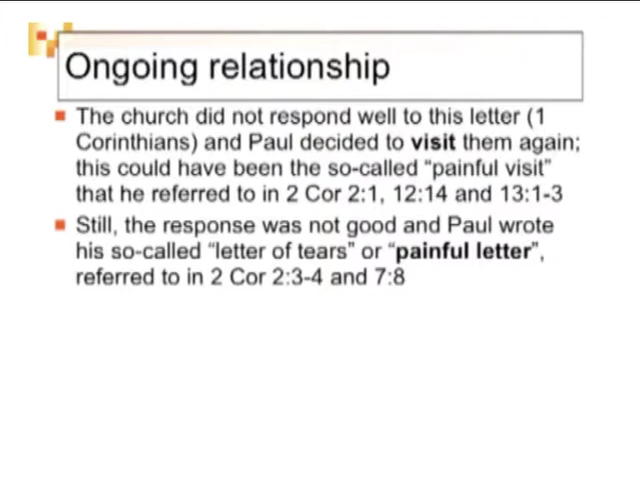 Ongoing relationship
The church did not respond well to this letter (1
Corinthians) and Paul decided to visit them again;
this could have been the so-called “painful visit”
that he referred to in 2 Cor 2:1, 12:14 and 13:1-3
Still, the response was not good and Paul wrote
his so-called “letter of tears” or “painful letter”,
referred to in 2 Cor 2:3-4 and 7:8